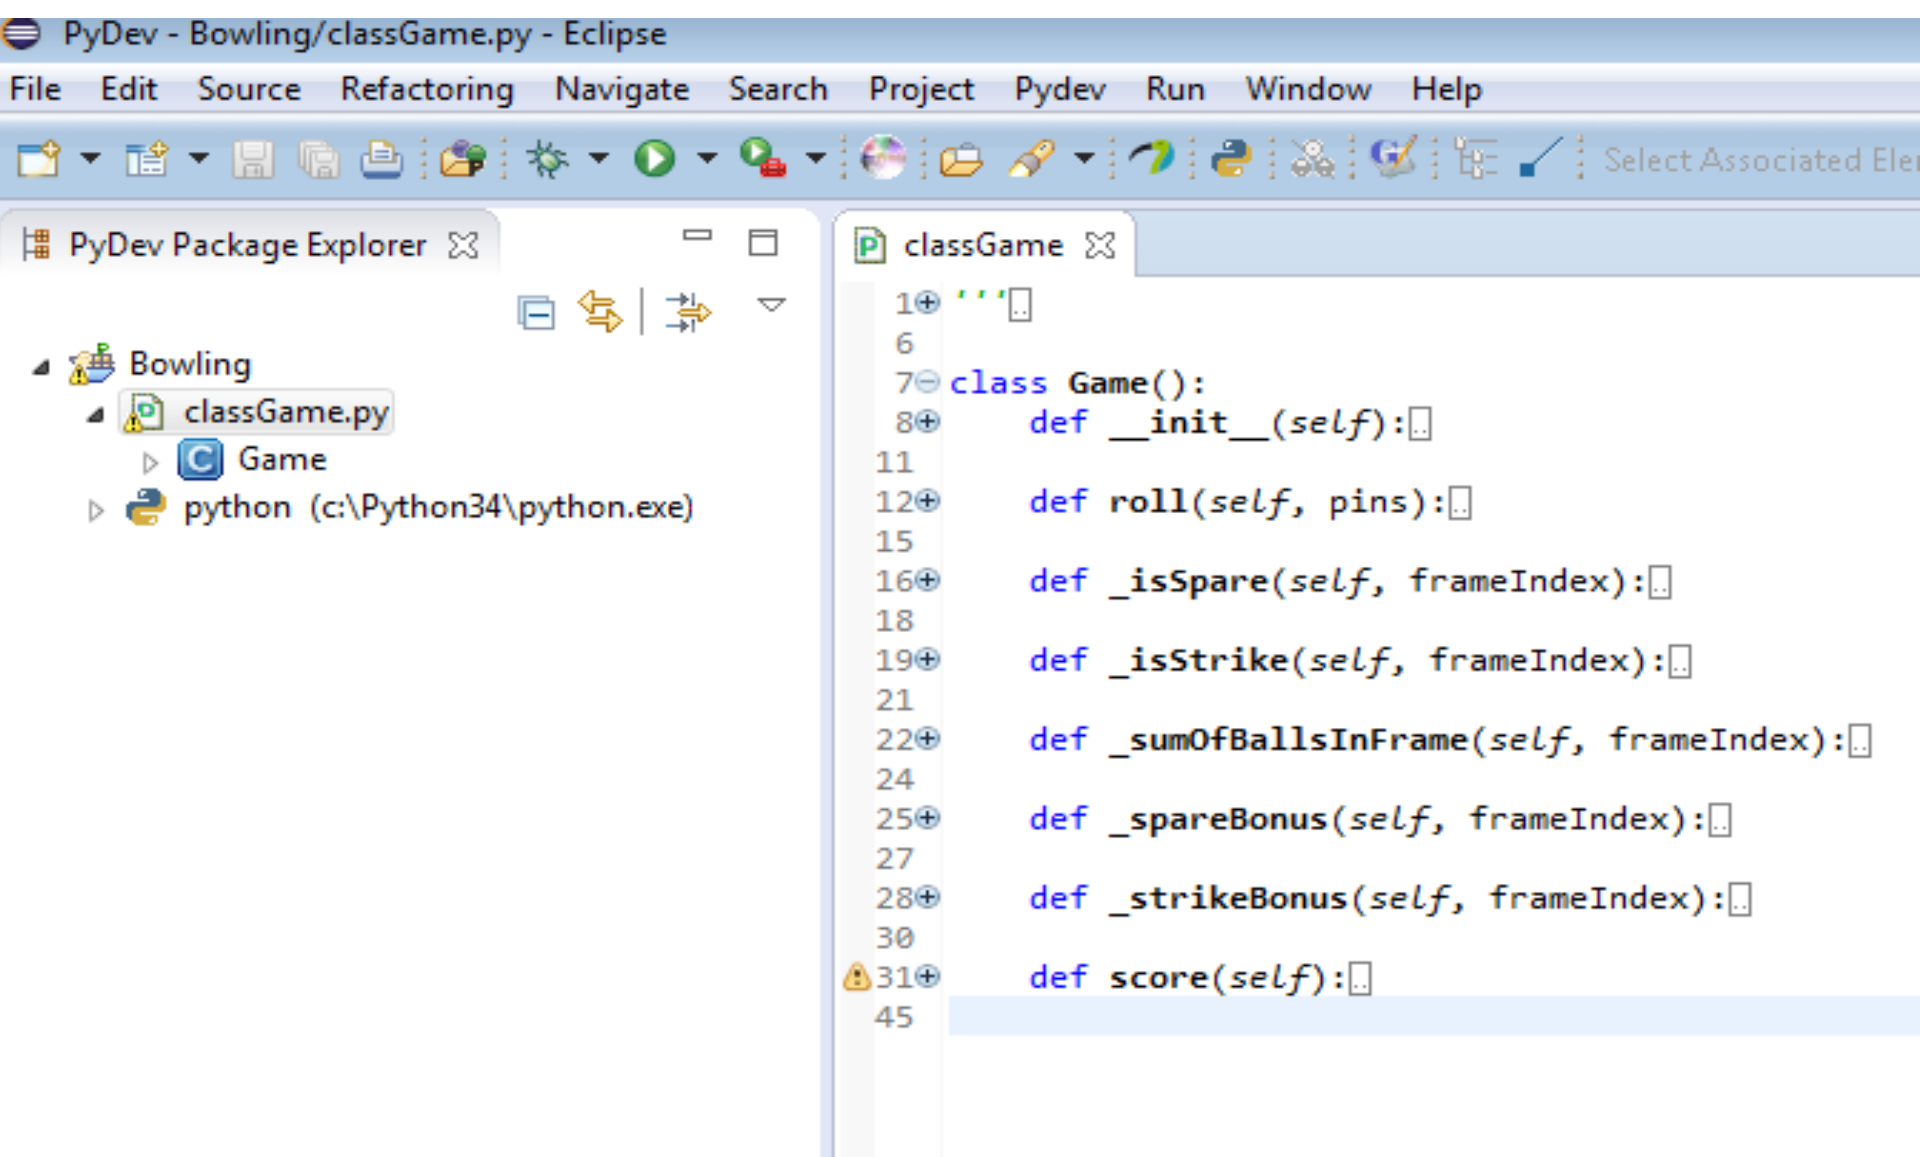 PyDev - Bowling/classGame.py - Eclipse
File Edit Source Refactoring Navigate Search Project Pydev Run Window Help
Select Associated
PyDev Package Explorer
Bowling
classGame.py
Game
python (c:\Python34\python.exe)
classGame
1 '''
6
7 class Game():
8 def __init__(self):
11
12 def roll(self, pins):
15
16 def _isSpare(self, frameIndex):
18
19 def _isStrike(self, frameIndex):
21
22 def _sumOfBallsInFrame(self, frameIndex):
24
25 def _spareBonus(self, frameIndex):
27
28 def _strikeBonus(self, frameIndex):
30
31 def score(self):
45